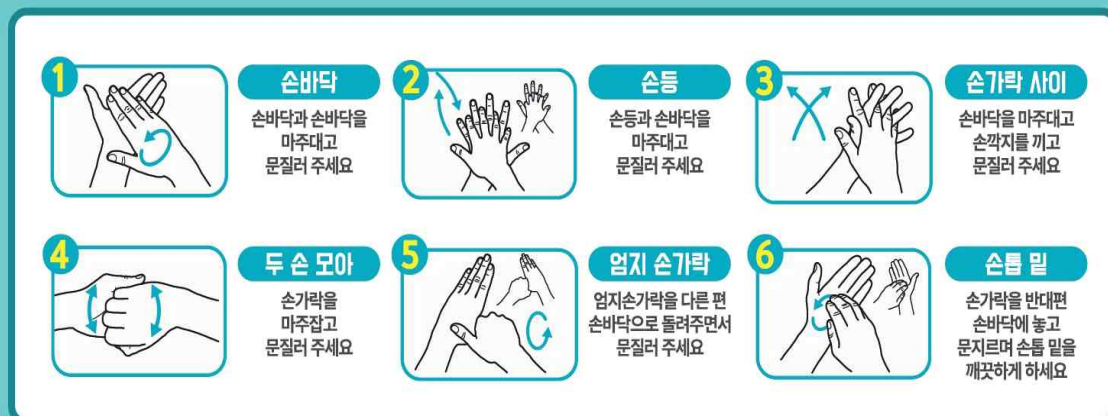 1
손바닥
손바닥과 손바닥을
마주대고
문질러 주세요
2
손등
손등과 손바닥을
마주대고
문질러 주세요
3
손가락 사이
손바닥을 마주대고
손깍지를 끼고
문질러 주세요
4
두 손 모아
손가락을
마주잡고
문질러 주세요
5
엄지 손가락
엄지손가락을 다른 편
손바닥으로 돌려주면서
문질러 주세요
6
손톱 밑
손가락을 반대편
손바닥에 놓고
문지르며 손톱 밑을
깨끗하게 하세요